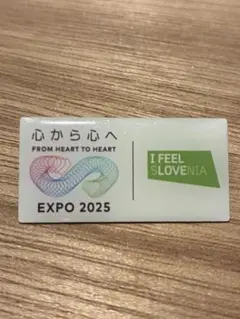 心から心へ
FROM HEART TO HEART
EXPO 2025
I FEEL
SLOVENIA